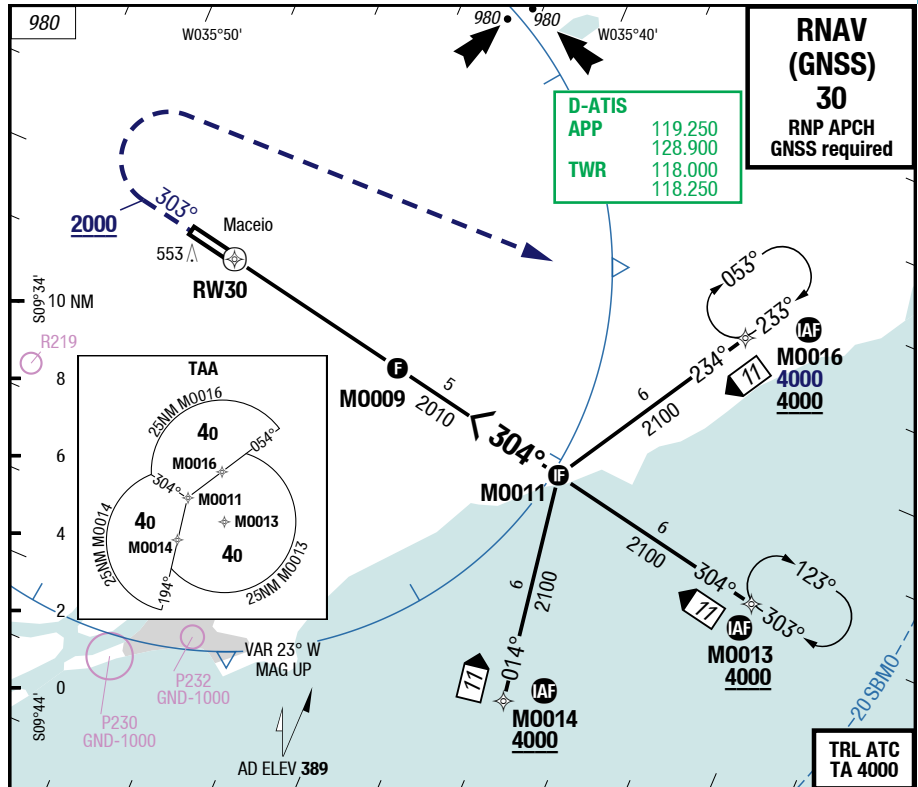 980
W035°50'
980
980
W035°40'
RNAV
(GNSS)
30
RNP APCH
GNSS required
D-ATIS
APP 119.250
128.900
TWR 118.000
118.250
303°
2000
Maceio
553
RW30
S09°34'
10 NM
R219
053°
233°
IAF
M0016
4000
4000
234°
11
6
2100
8
F
M0009
5
2010
304°
IF
M0011
TAA
25NM M0016
40
M0016
054°
304°
M0011
25NM M0014
40
M0014
M0013
40
194°
25NM M0013
6
4
2
0
6
2100
304°
11
123°
303°
IAF
M0013
4000
6
2100
014°
11
IAF
M0014
4000
VAR 23° W
MAG UP
P232
GND-1000
P230
GND-1000
S09°44'
AD ELEV 389
20 SBMO
TRL ATC
TA 4000